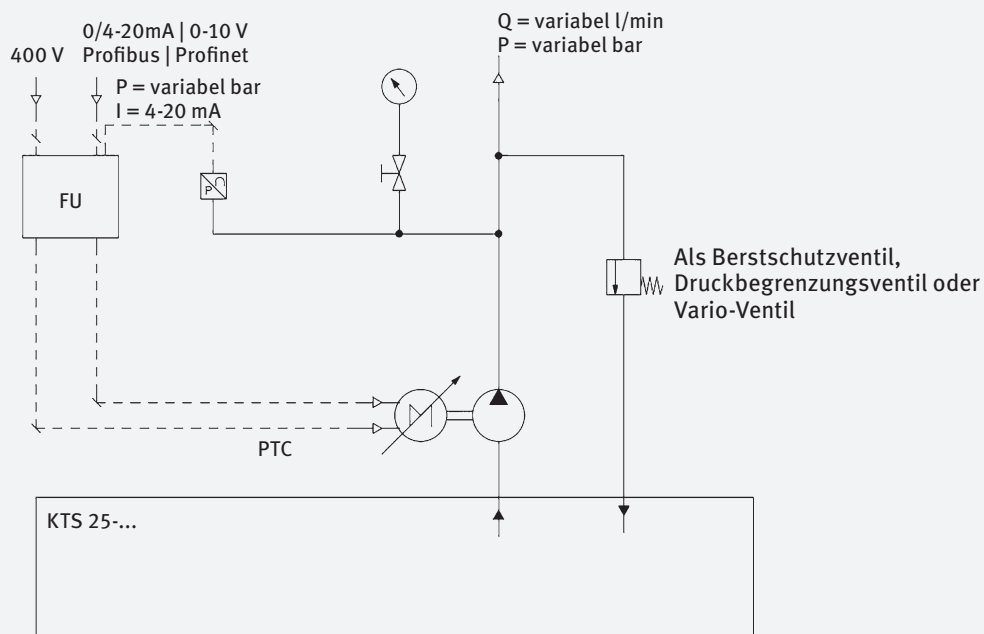 Q = variabel l/min
P = variabel bar
0/4-20mA | 0-10 V
Profibus | Profinet
400 V
P = variabel bar
I = 4-20 mA
FU
P
Als Berstschutzventil,
Druckbegrenzungsventil oder
Vario-Ventil
M
PTC
KTS 25-...